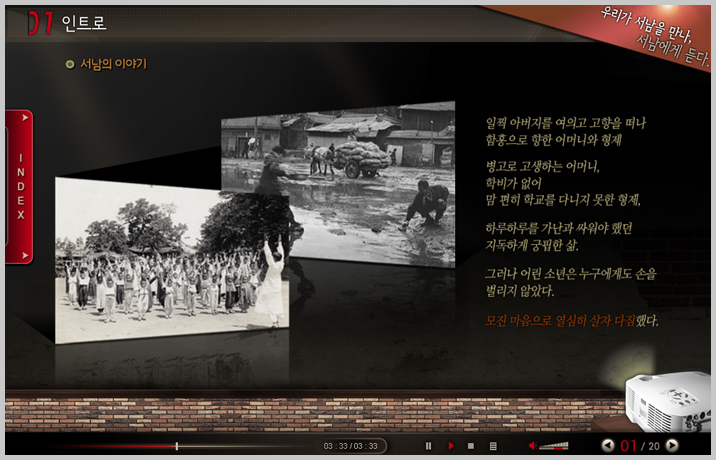 01 인트로
우리가 서남을 만나,
서남에게 듣다.
서남의 이야기
INDEX
일찍 아버지를 여의고 고향을 떠나
함흥으로 향한 어머니와 형제
병고로 고생하는 어머니,
학비가 없어
맘 편히 학교를 다니지 못한 형제,
하루하루를 가난과 싸워야 했던
지독하게 궁핍한 삶.
그러나 어린 소년은 누구에게도 손을
벌리지 않았다.
모진 마음으로 열심히 살자 다짐했다.
03 : 33 / 03 : 33
01 / 20